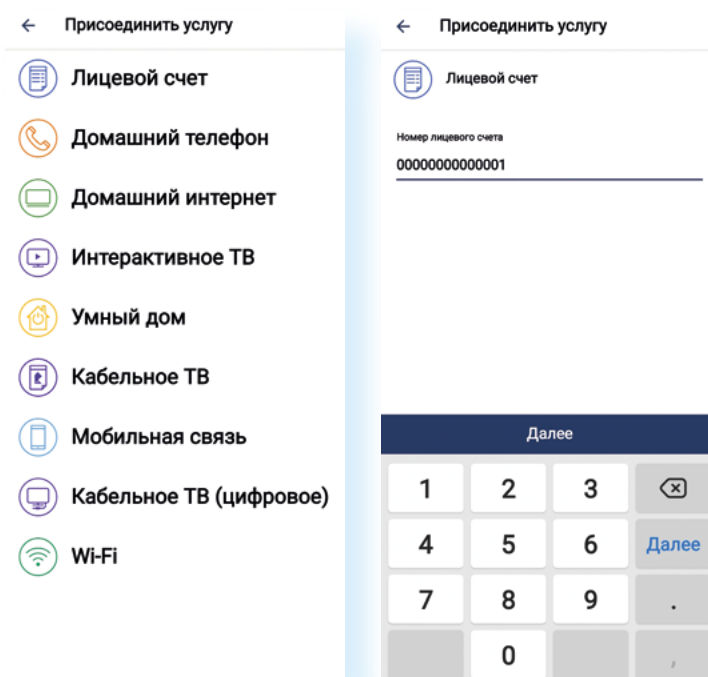 Присоединить услугу
Лицевой счет
Домашний телефон
Домашний интернет
Интерактивное ТВ
Умный дом
Кабельное ТВ
Мобильная связь
Кабельное ТВ (цифровое)
Wi-Fi
Присоединить услугу
Лицевой счет
Номер лицевого счета
00000000000001
Далее
1 2 3
4 5 6 Далее
7 8 9 .
0 ,